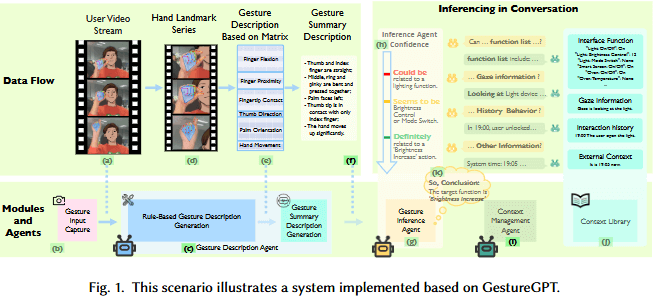 User Video
Stream
Hand Landmark
Series
Gesture
Description
Based on Matrix
Gesture
Summary
Description
Data Flow
Finger Flexion
Finger Proximity
Fingertip Contact
Thumb Direction
Palm Orientation
Hand Movement
- Thumb and index
finger are straight;
- Middle, ring and
pinky are bent and
pressed together;
- Palm faces left;
- Thumb tip is in
contact with only
index finger;
- The hand moves
up significantly.
(a)
(d)
(e)
(f)
Inferencing in Conversation
Inference Agent
Confidence
(h)
Could be
related to a
lighting function.
Seems to be
Brightness
Control
or Mode Switch.
Definitely
related to 'Brightness
Increase' action.
Can ... function list ...?
function list include ...
... Gaze information ?
Looking at Light device ...
... History Behavior ?
In 19:00, user unlocked ...
... Other Information?
System time: 19:05 ...
Interface Function
"Light: On/Off": On
"Light: Mode Switch": None
"Smart Screen: On/Off": On
"Oven: On/Off": On
"Oven: Temperature": None
...
Gaze Information
Gaze is looking at the light.
Interaction history
19:00 The user open the light.
External Context
It is 19:05 now.
(k)
So, Conclusion:
The target function is
'Brightness Increase'
Modules
and
Agents
(b)
Gesture
Input
Capture
Rule-Based Gesture Description
Generation
Gesture
Summary
Description
Generation
(c) Gesture Description Agent
Gesture
Inference
Agent
(g)
Context
Management
Agent
(i)
Context Library
(j)
Fig. 1. This scenario illustrates a system implemented based on GestureGPT.